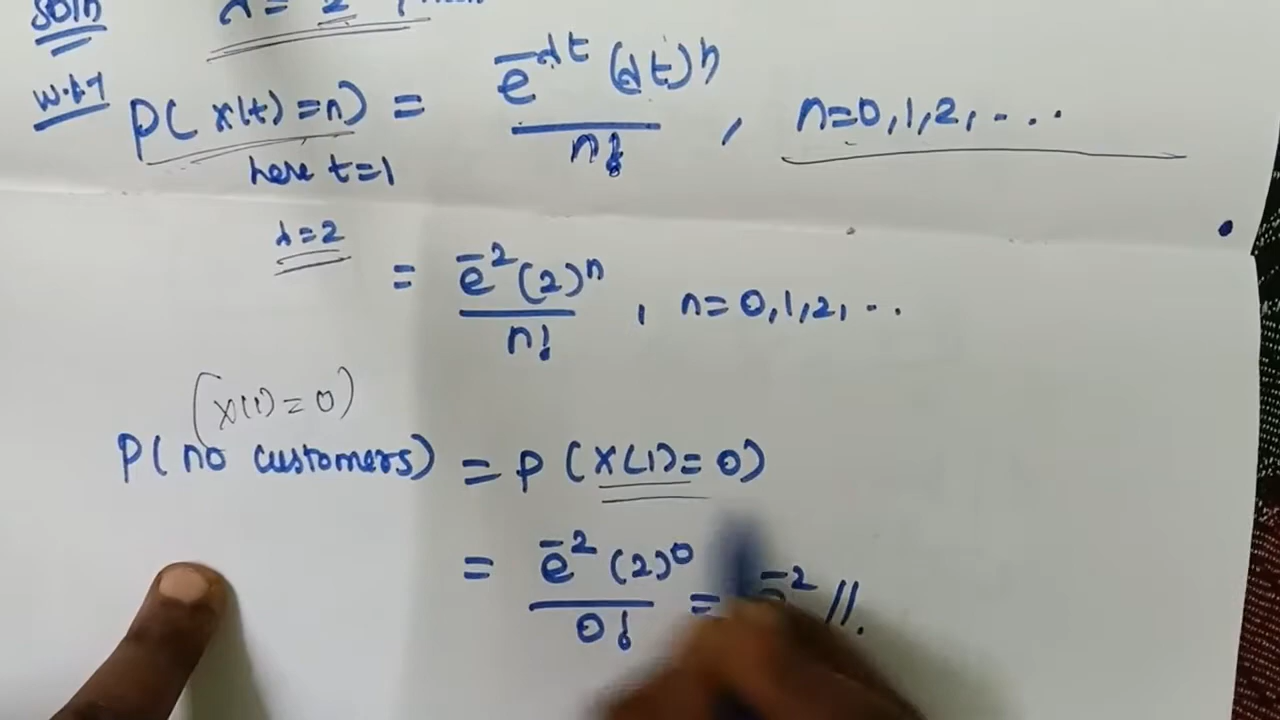 Soln λ = 2
w.k.t P( X(t) = n) = e^{-λt} (λt)^n / n! , n=0,1,2, ...
here t=1
λ=2
= e^{-2} (2)^n / n! , n=0,1,2, ..
(X(1) = 0)
P( no customers) = P (X(1) = 0)
= e^{-2} (2)^0 / 0! = e^{-2} //.